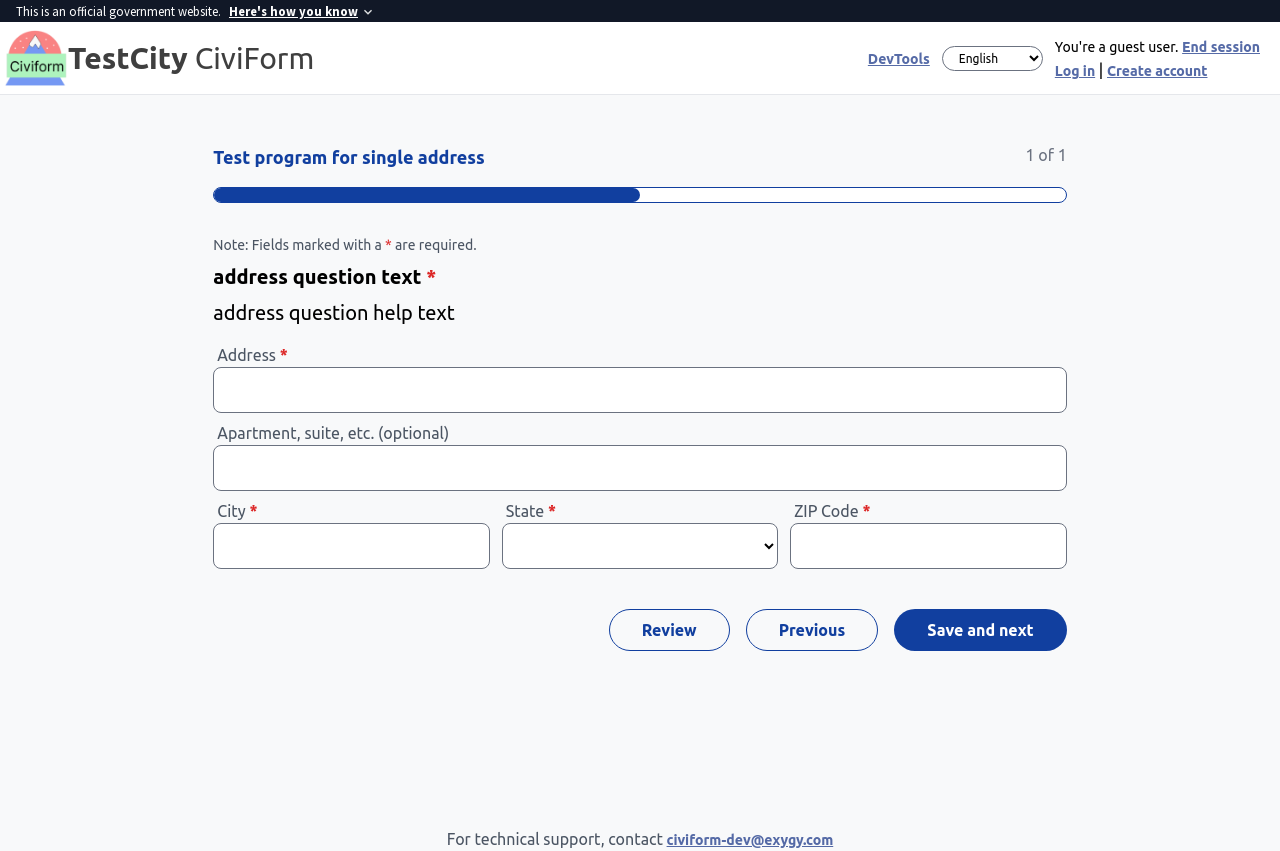 This is an official government website. Here's how you know
Civiform
TestCity CiviForm
DevTools
English
You're a guest user. End session
Log in | Create account
Test program for single address
1 of 1
Note: Fields marked with a * are required.
address question text *
address question help text
Address *
Apartment, suite, etc. (optional)
City *
State *
ZIP Code *
Review
Previous
Save and next
For technical support, contact civiform-dev@exygy.com